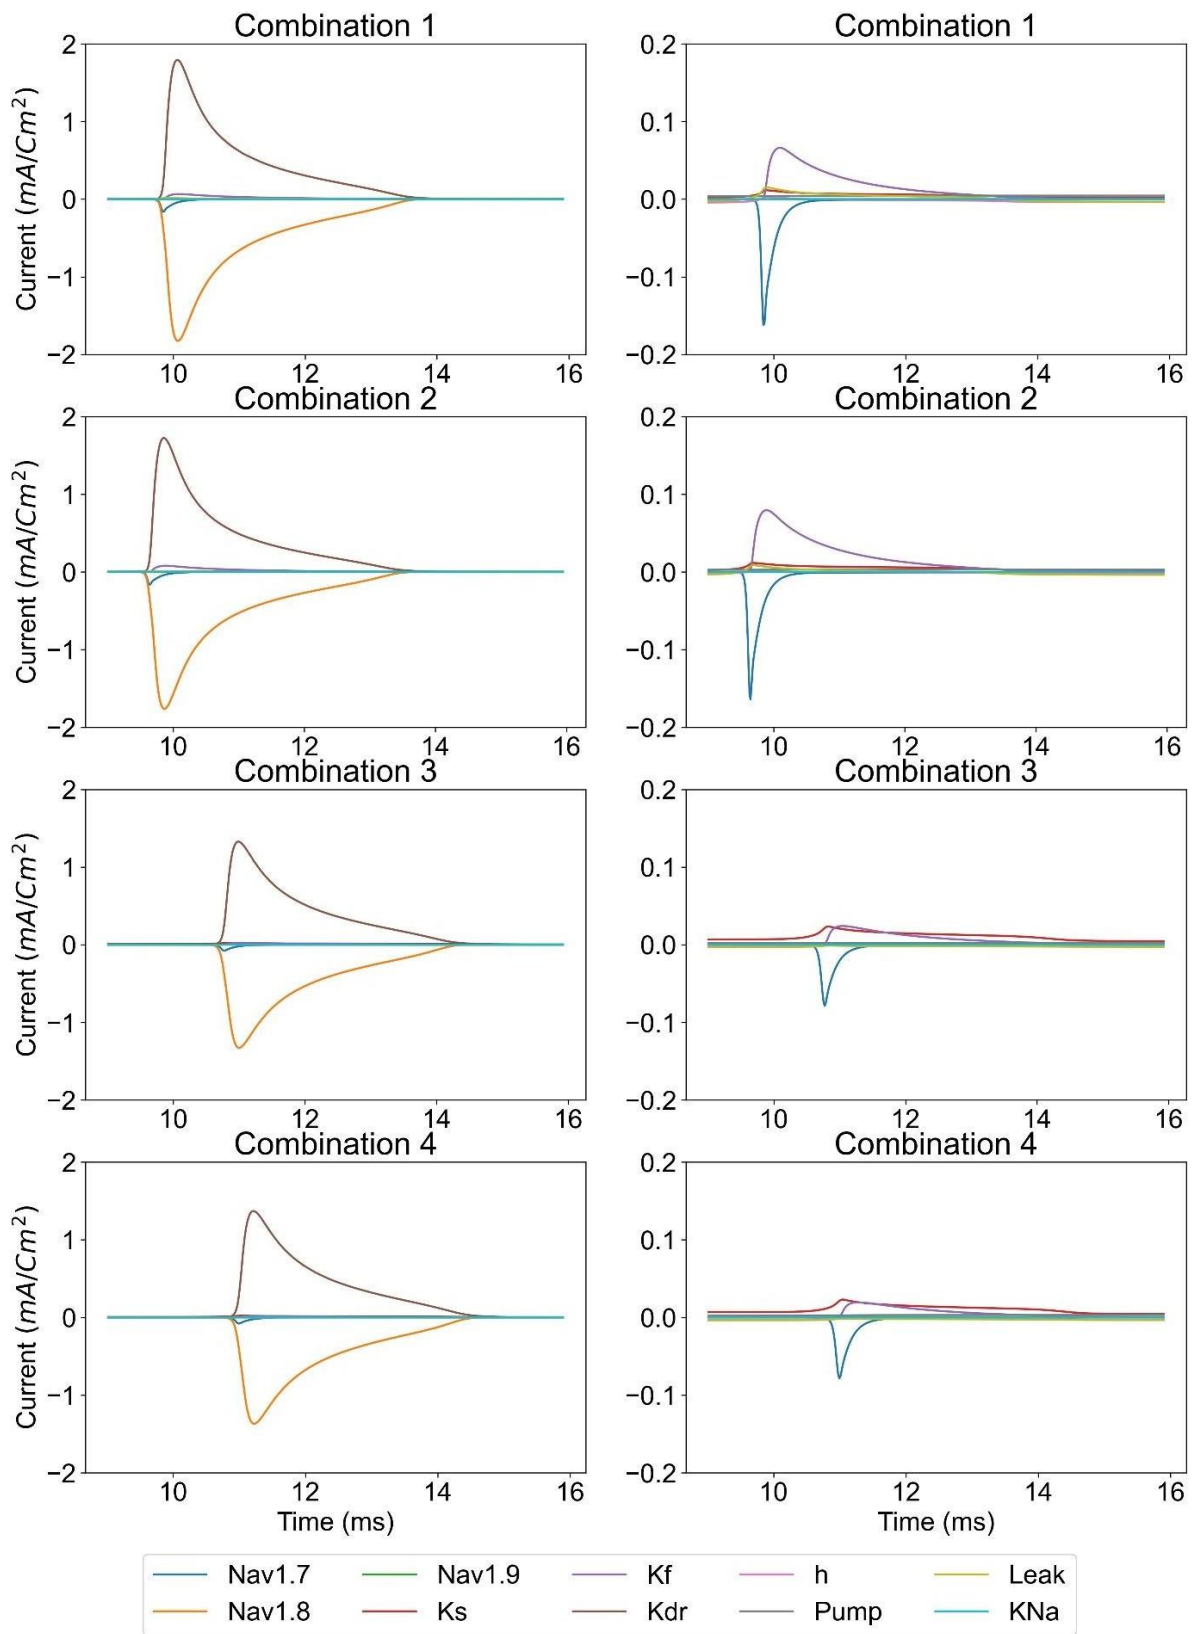 Combination 1
Combination 1
Current (mA/Cm²)
2
1
0
−1
−2
10 12 14 16
0.2
0.1
0.0
−0.1
−0.2
10 12 14 16
Combination 2
Combination 2
Current (mA/Cm²)
2
1
0
−1
−2
10 12 14 16
0.2
0.1
0.0
−0.1
−0.2
10 12 14 16
Combination 3
Combination 3
Current (mA/Cm²)
2
1
0
−1
−2
10 12 14 16
0.2
0.1
0.0
−0.1
−0.2
10 12 14 16
Combination 4
Combination 4
Current (mA/Cm²)
2
1
0
−1
−2
10 12 14 16
Time (ms)
0.2
0.1
0.0
−0.1
−0.2
10 12 14 16
Time (ms)
Nav1.7 Nav1.9 Kf h Leak
Nav1.8 Ks Kdr Pump KNa